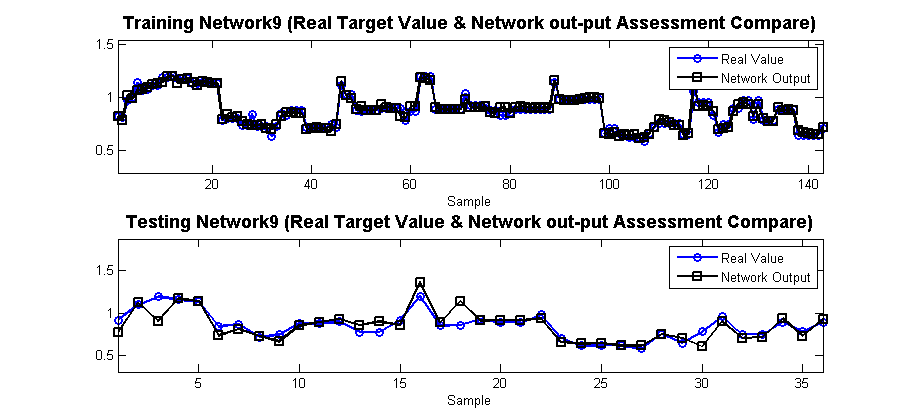 Training Network9 (Real Target Value & Network out-put Assessment Compare)
1.5
1
0.5
Real Value
Network Output
20 40 60 80 100 120 140
Sample
Testing Network9 (Real Target Value & Network out-put Assessment Compare)
1.5
1
0.5
Real Value
Network Output
5 10 15 20 25 30 35
Sample